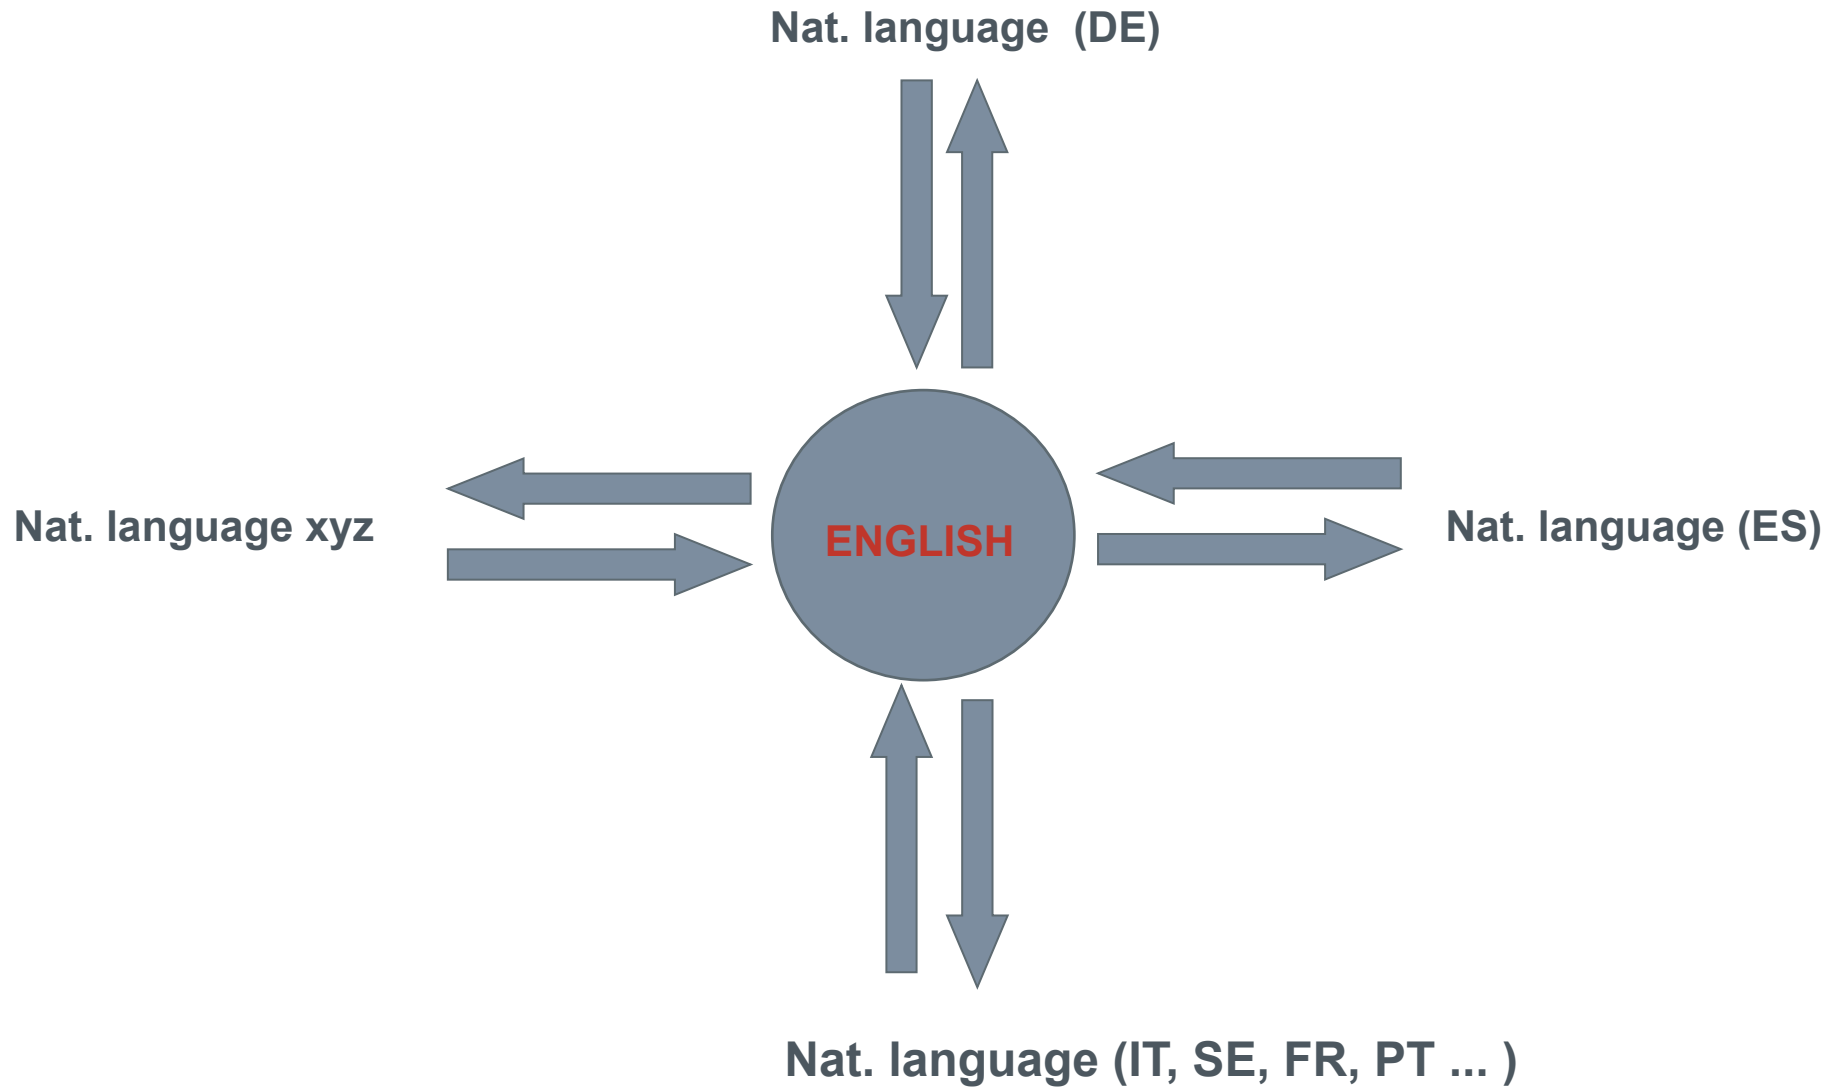 Nat. language  (DE)
Nat. language xyz
ENGLISH
Nat. language (ES)
Nat. language (IT, SE, FR, PT ... )